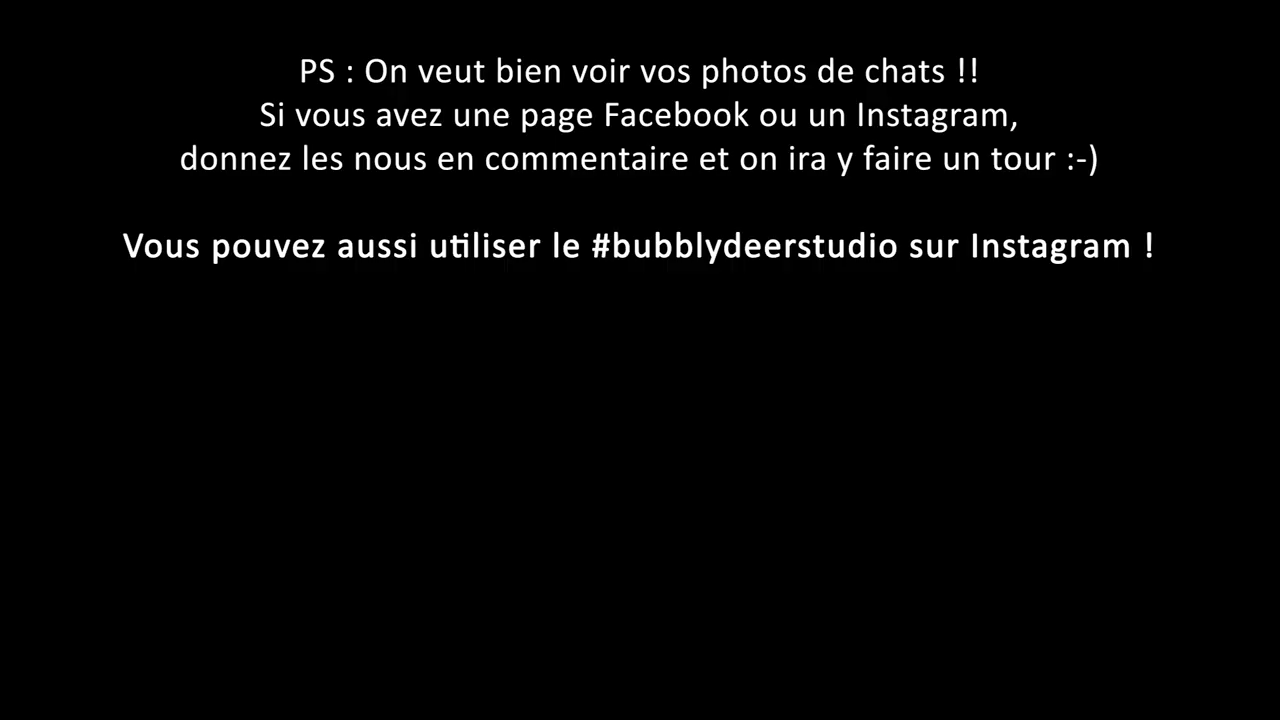 PS : On veut bien voir vos photos de chats !!
Si vous avez une page Facebook ou un Instagram,
donnez les nous en commentaire et on ira y faire un tour :-)
Vous pouvez aussi utiliser le #bubblydeerstudio sur Instagram !